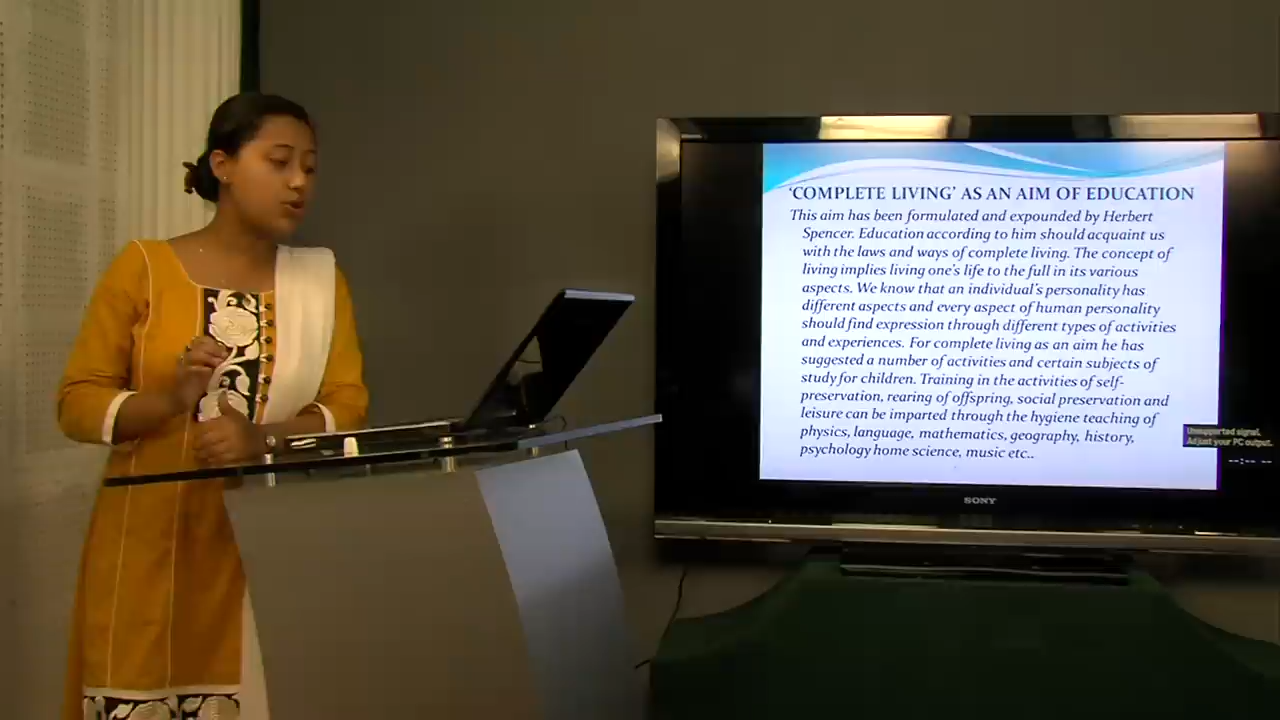 ‘COMPLETE LIVING’ AS AN AIM OF EDUCATION
This aim has been formulated and expounded by Herbert
Spencer. Education according to him should acquaint us
with the laws and ways of complete living. The concept of
living implies living one’s life to the full in its various
aspects. We know that an individual’s personality has
different aspects and every aspect of human personality
should find expression through different types of activities
and experiences. For complete living as an aim he has
suggested a number of activities and certain subjects of
study for children. Training in the activities of self-
preservation, rearing of offspring, social preservation and
leisure can be imparted through the hygiene teaching of
physics, language, mathematics, geography, history,
psychology home science, music etc..
Unsupported signal.
Adjust your PC output.
--:-- --
SONY